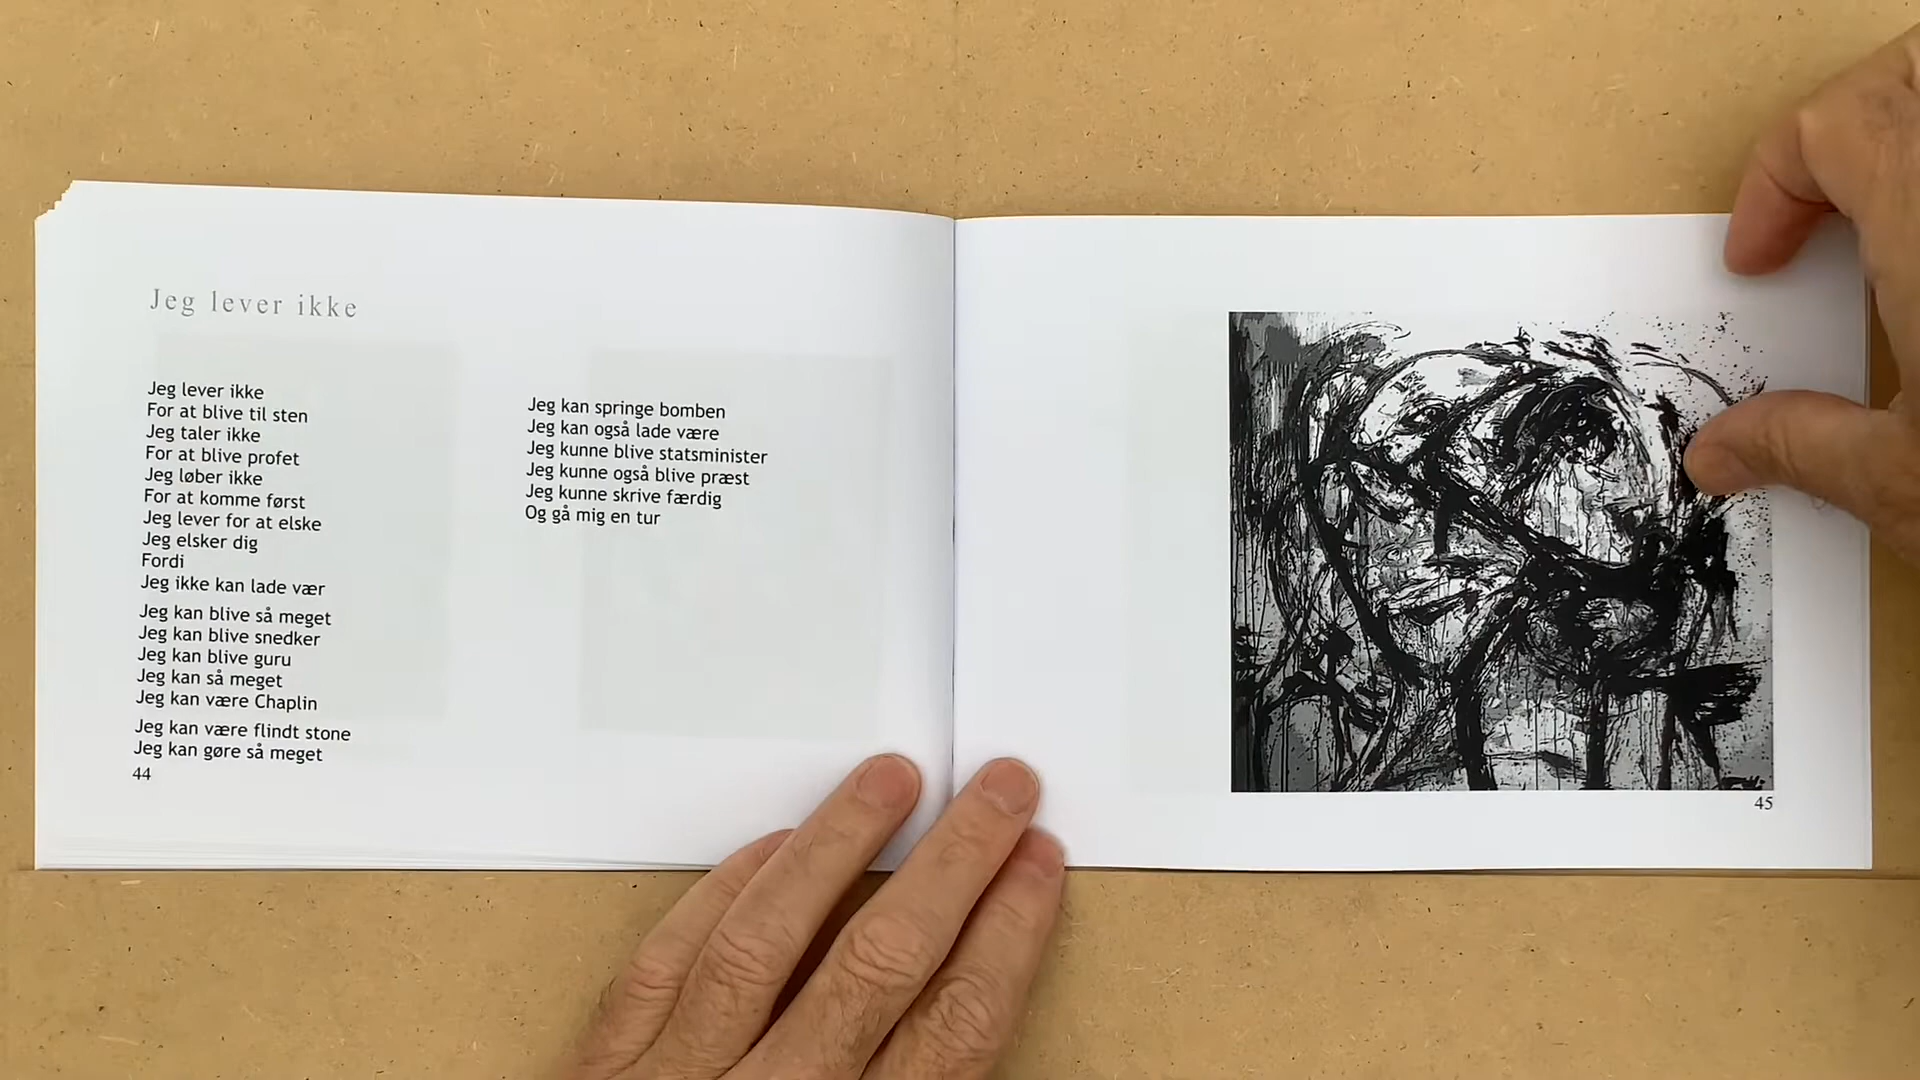 Jeg lever ikke
Jeg lever ikke
For at blive til sten
Jeg taler ikke
For at blive profet
Jeg løber ikke
For at komme først
Jeg lever for at elske
Jeg elsker dig
Fordi
Jeg ikke kan lade vær
Jeg kan blive så meget
Jeg kan blive snedker
Jeg kan blive guru
Jeg kan så meget
Jeg kan være Chaplin
Jeg kan være flindt stone
Jeg kan gøre så meget
44
Jeg kan springe bomben
Jeg kan også lade være
Jeg kunne blive statsminister
Jeg kunne også blive præst
Jeg kunne skrive færdig
Og gå mig en tur
45